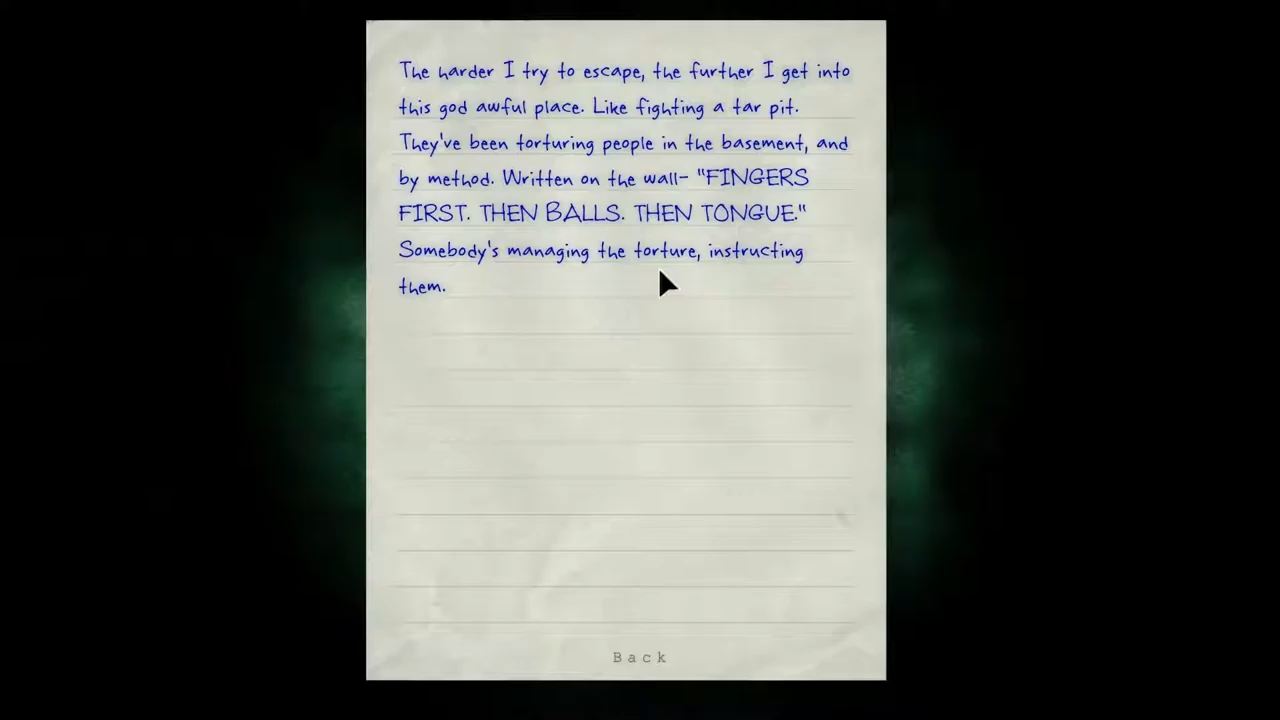 The harder I try to escape, the further I get into
this god awful place. Like fighting a tar pit.
They've been torturing people in the basement, and
by method. Written on the wall- "FINGERS
FIRST. THEN BALLS. THEN TONGUE."
Somebody's managing the torture, instructing
them.
Back